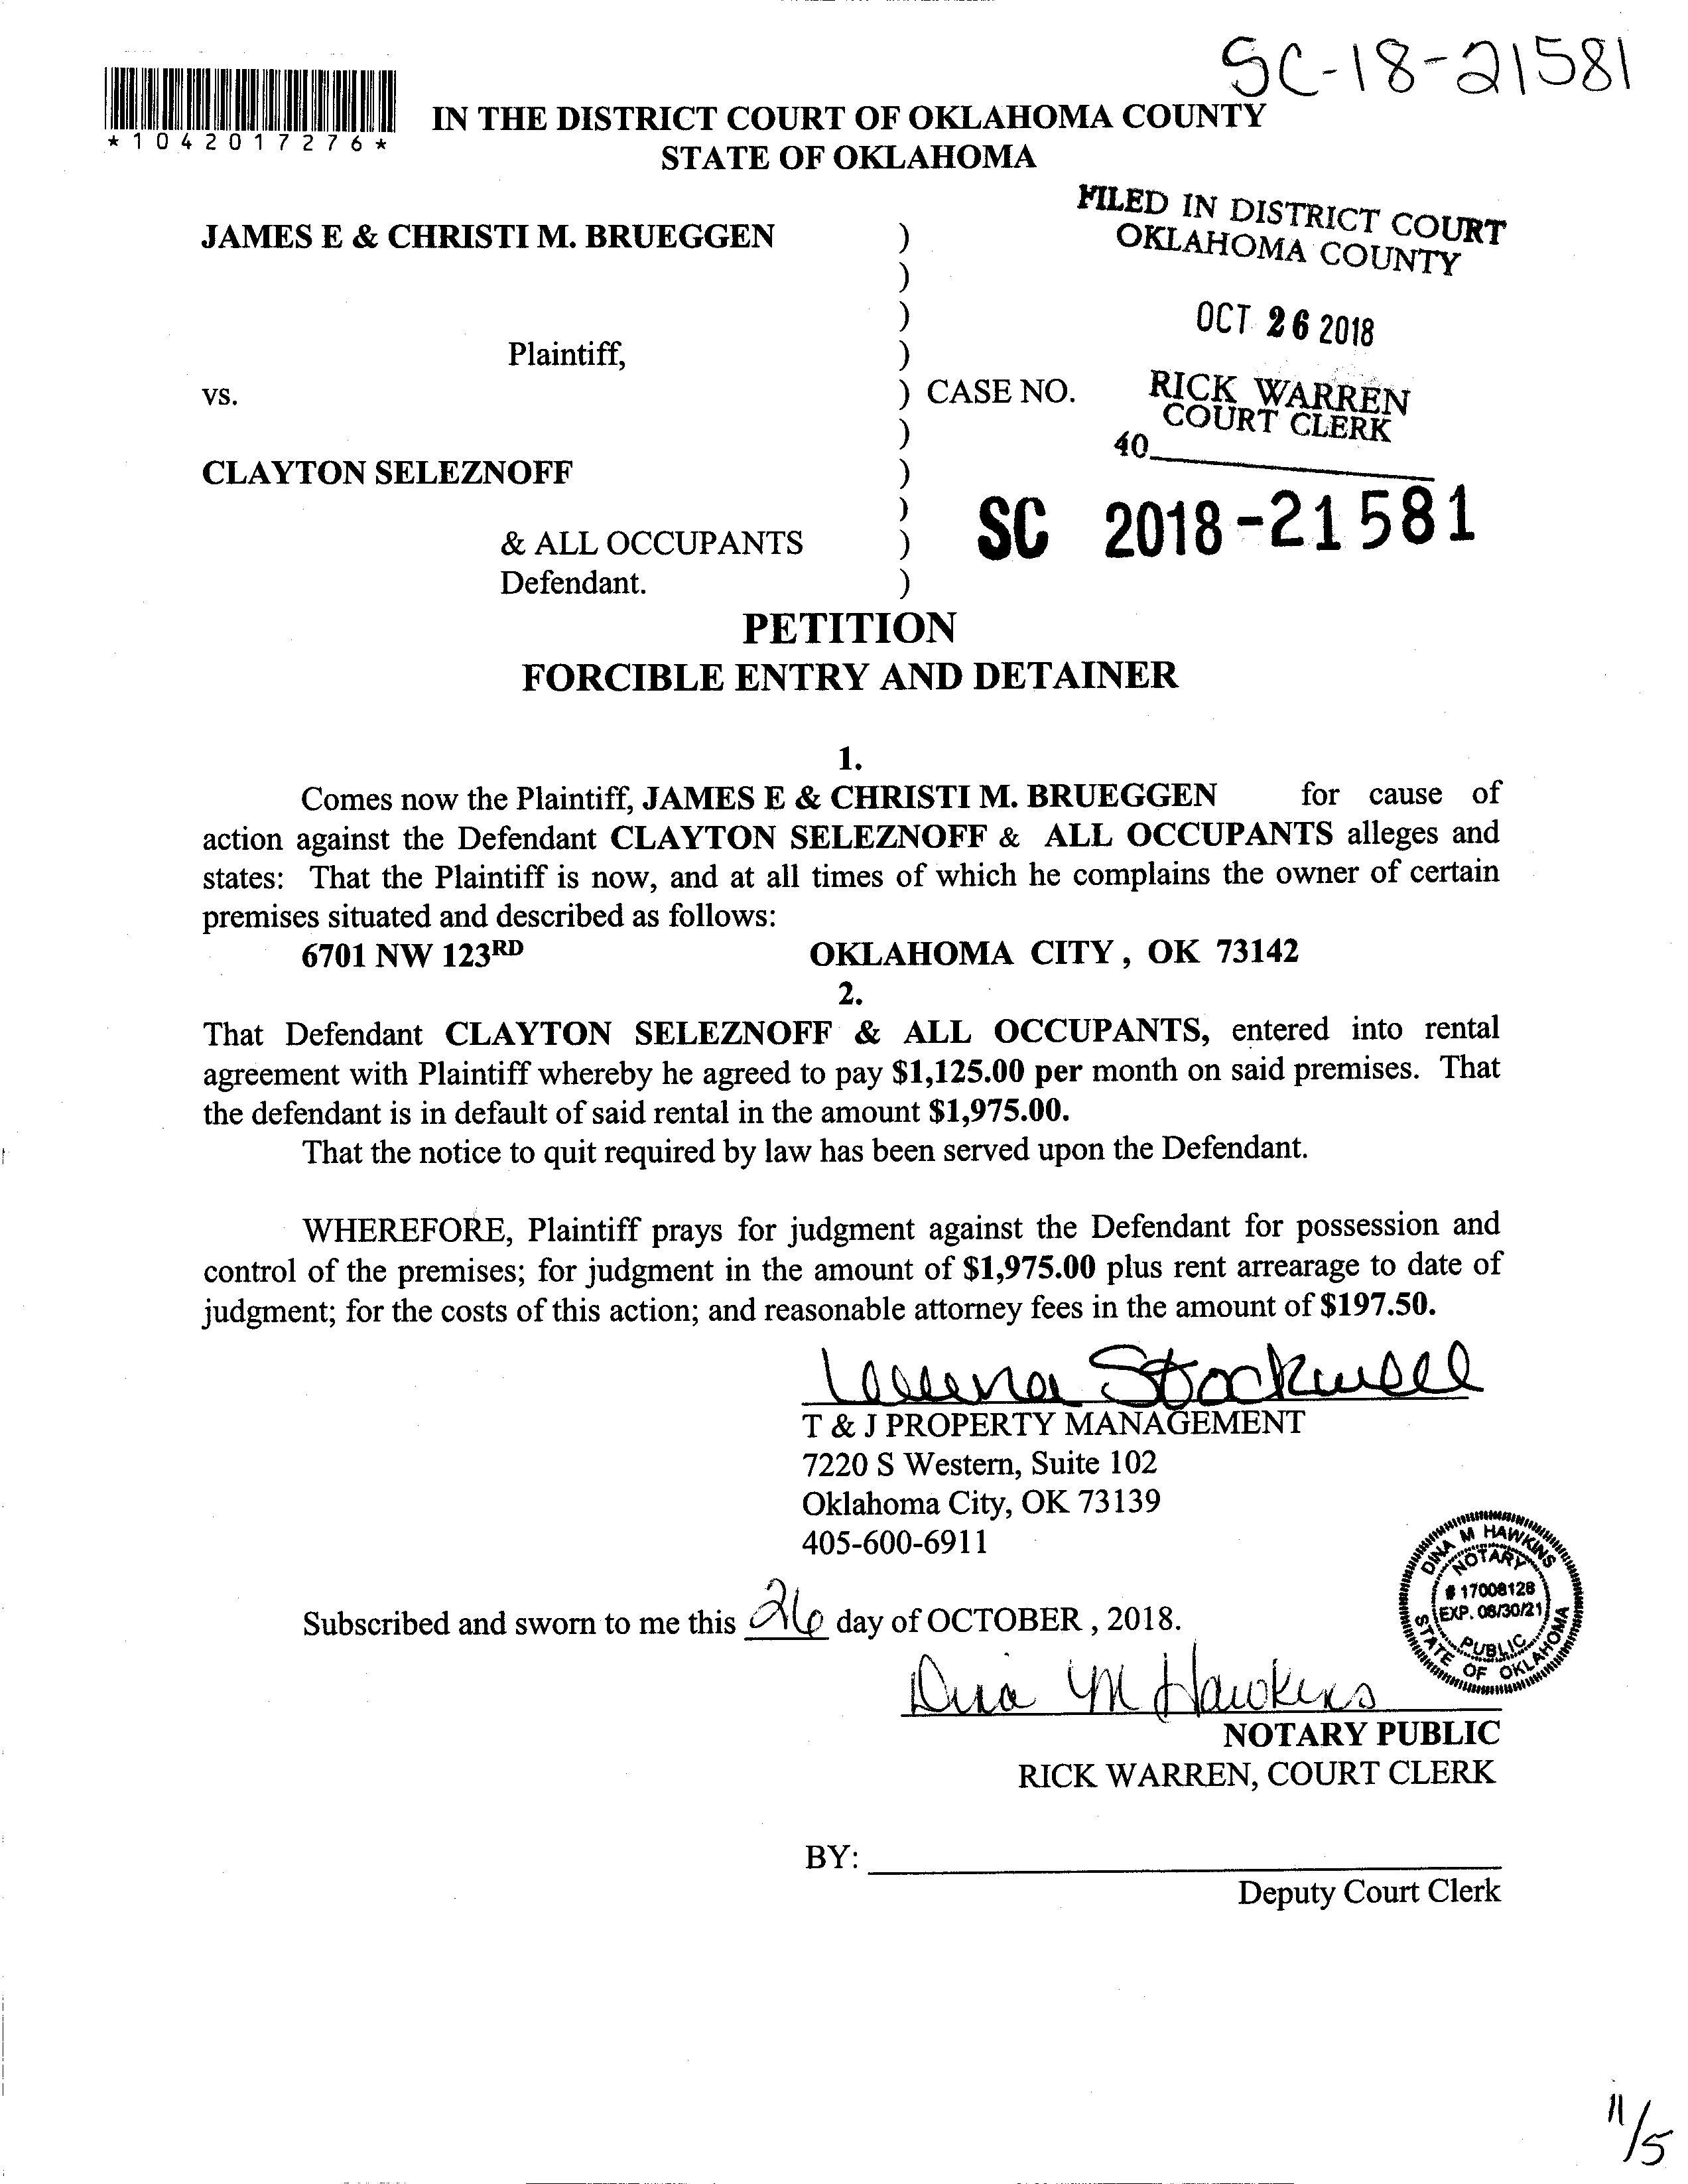 SC-18-21581
*1042017276*
IN THE DISTRICT COURT OF OKLAHOMA COUNTY
STATE OF OKLAHOMA
FILED IN DISTRICT COURT
OKLAHOMA COUNTY
JAMES E & CHRISTI M. BRUEGGEN )
)
) OCT 26 2018
Plaintiff, )
vs. ) CASE NO. RICK WARREN
COURT CLERK
) 40
CLAYTON SELEZNOFF )
) SC 2018-21581
& ALL OCCUPANTS )
Defendant. )
PETITION
FORCIBLE ENTRY AND DETAINER
1.
Comes now the Plaintiff, JAMES E & CHRISTI M. BRUEGGEN for cause of
action against the Defendant CLAYTON SELEZNOFF & ALL OCCUPANTS alleges and
states: That the Plaintiff is now, and at all times of which he complains the owner of certain
premises situated and described as follows:
6701 NW 123RD OKLAHOMA CITY , OK 73142
2.
That Defendant CLAYTON SELEZNOFF & ALL OCCUPANTS, entered into rental
agreement with Plaintiff whereby he agreed to pay $1,125.00 per month on said premises. That
the defendant is in default of said rental in the amount $1,975.00.
That the notice to quit required by law has been served upon the Defendant.
WHEREFORE, Plaintiff prays for judgment against the Defendant for possession and
control of the premises; for judgment in the amount of $1,975.00 plus rent arrearage to date of
judgment; for the costs of this action; and reasonable attorney fees in the amount of $197.50.
Stockwell
T & J PROPERTY MANAGEMENT
7220 S Western, Suite 102
Oklahoma City, OK 73139
405-600-6911
DINA M HAWKINS
NOTARY
# 17008128
EXP. 08/30/21
PUBLIC
STATE OF OKLAHOMA
Subscribed and sworn to me this 26 day of OCTOBER , 2018.
Dina M Hawkins
NOTARY PUBLIC
RICK WARREN, COURT CLERK
BY:
Deputy Court Clerk
11/5